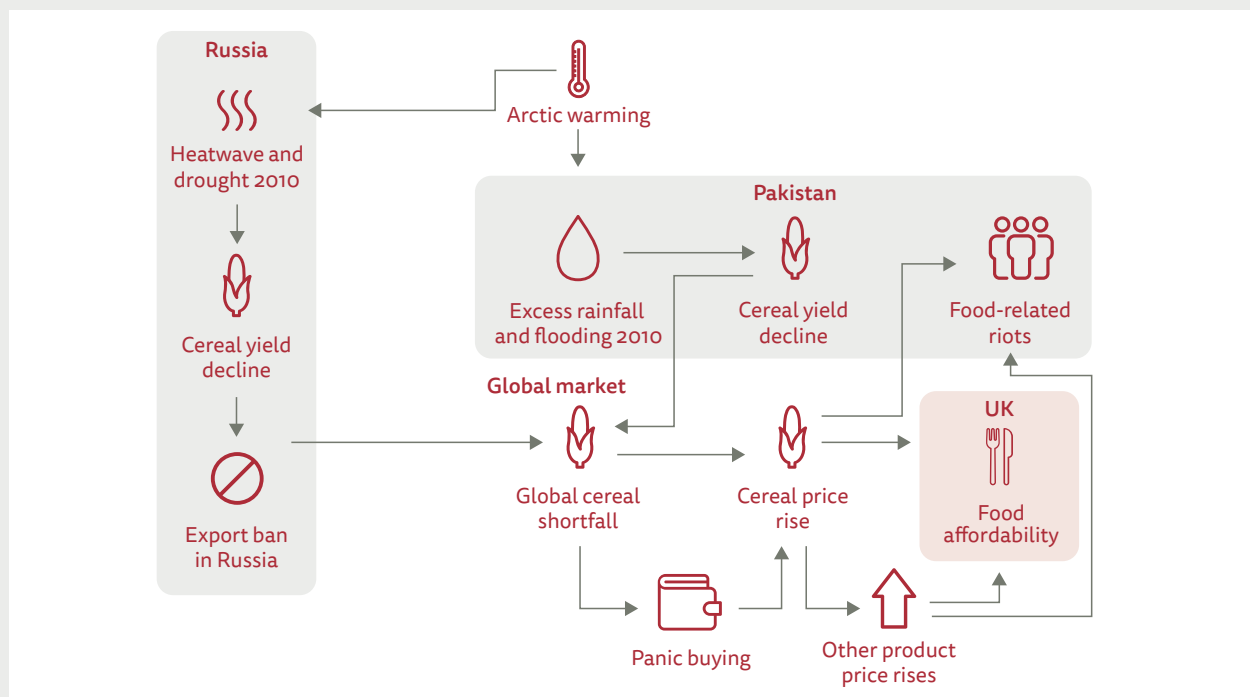 Russia
Heatwave and
drought 2010
Cereal yield
decline
Export ban
in Russia
Arctic warming
Pakistan
Excess rainfall
and flooding 2010
Cereal yield
decline
Food-related
riots
Global market
Global cereal
shortfall
Cereal price
rise
UK
Food
affordability
Panic buying
Other product
price rises